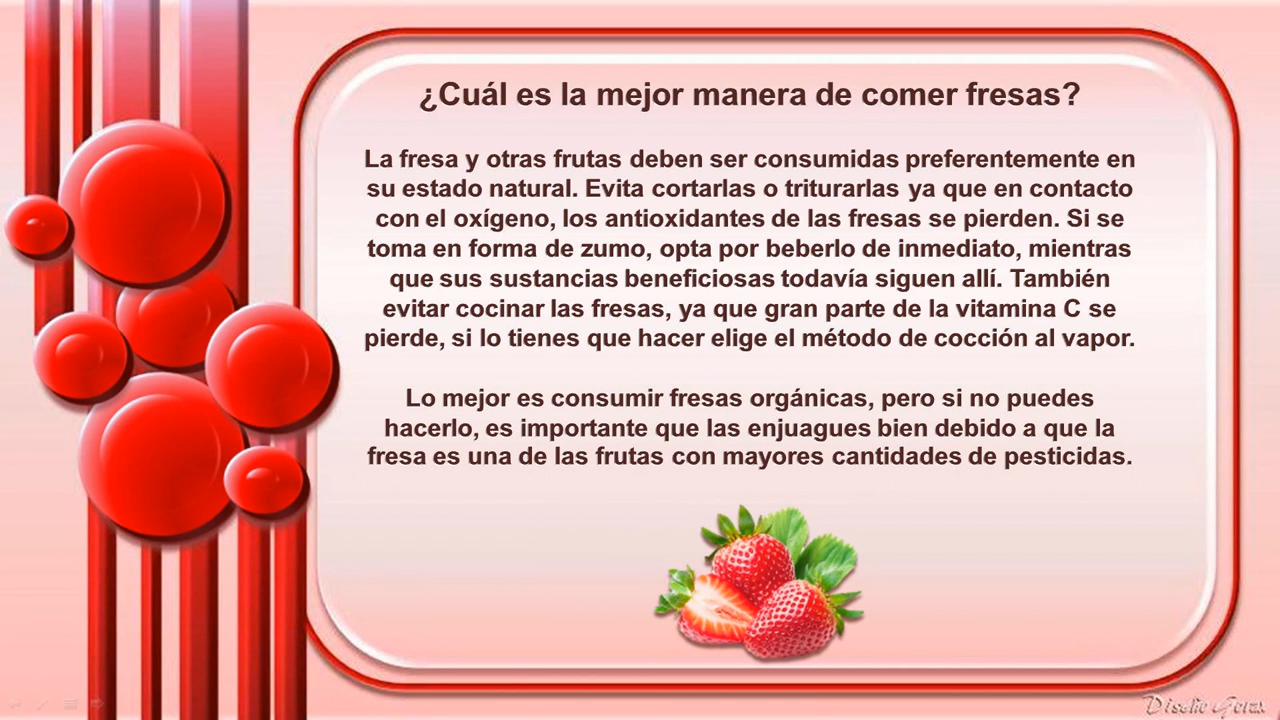 ¿Cuál es la mejor manera de comer fresas?
La fresa y otras frutas deben ser consumidas preferentemente en
su estado natural. Evita cortarlas o triturarlas ya que en contacto
con el oxígeno, los antioxidantes de las fresas se pierden. Si se
toma en forma de zumo, opta por beberlo de inmediato, mientras
que sus sustancias beneficiosas todavía siguen allí. También
evitar cocinar las fresas, ya que gran parte de la vitamina C se
pierde, si lo tienes que hacer elige el método de cocción al vapor.
Lo mejor es consumir fresas orgánicas, pero si no puedes
hacerlo, es importante que las enjuagues bien debido a que la
fresa es una de las frutas con mayores cantidades de pesticidas.